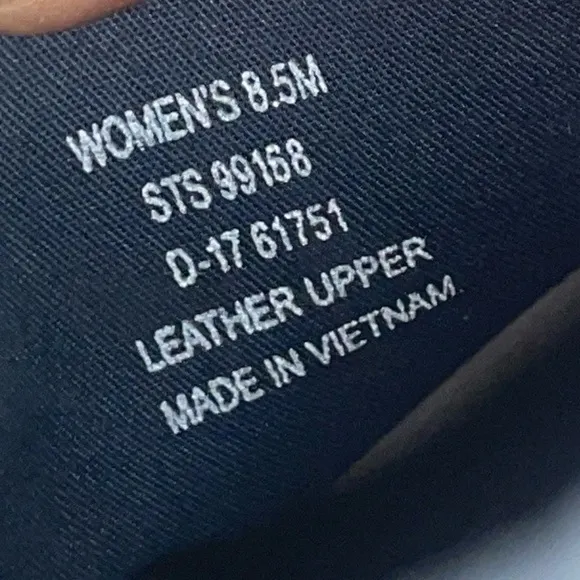 WOMEN'S 8.5M
STS 99168
D-17 61751
LEATHER UPPER
MADE IN VIETNAM.